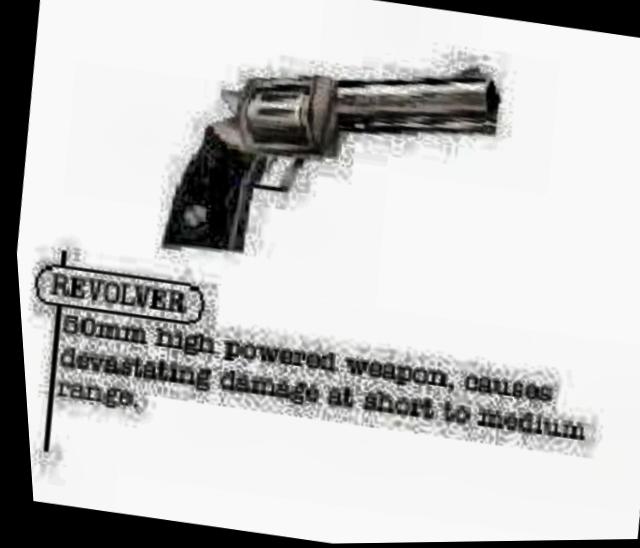 REVOLVER
50mm high powered weapon, causes
devastating damage at short to medium
range.